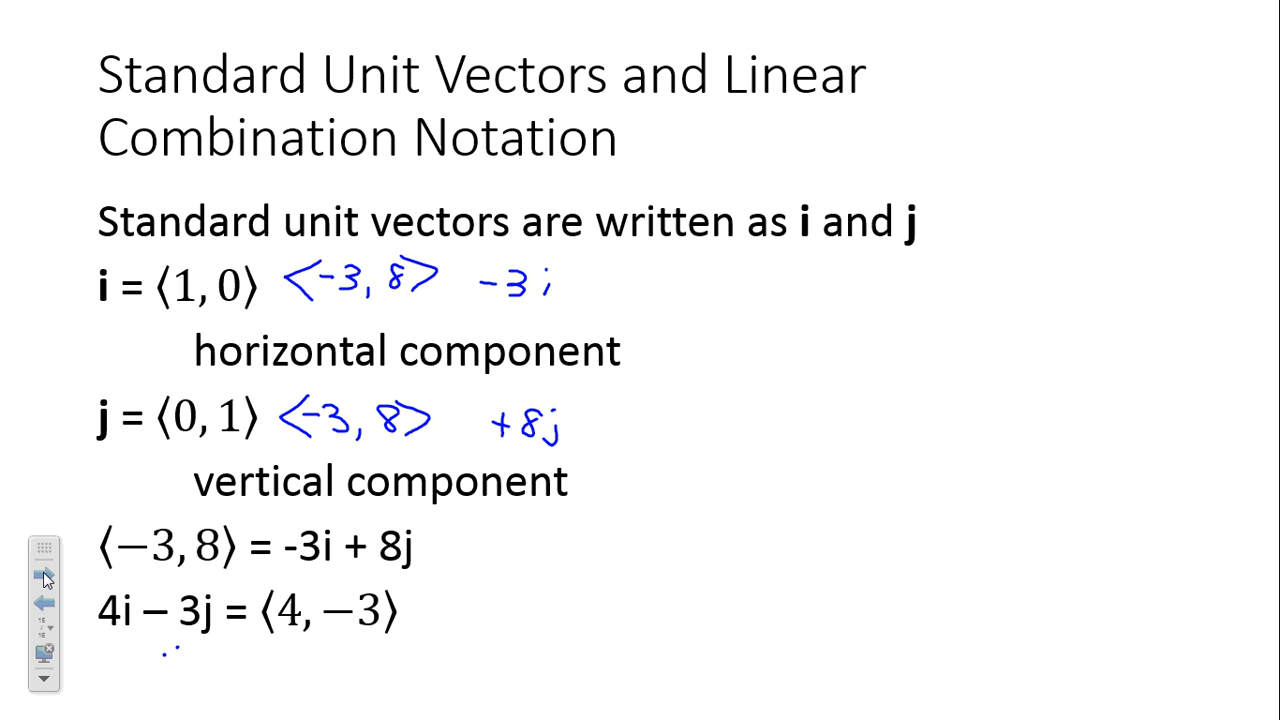 Standard Unit Vectors and Linear
Combination Notation
Standard unit vectors are written as i and j
i = ⟨1, 0⟩ <-3, 8> -3i
horizontal component
j = ⟨0, 1⟩ <-3, 8> +8j
vertical component
⟨−3, 8⟩ = -3i + 8j
4i – 3j = ⟨4, −3⟩